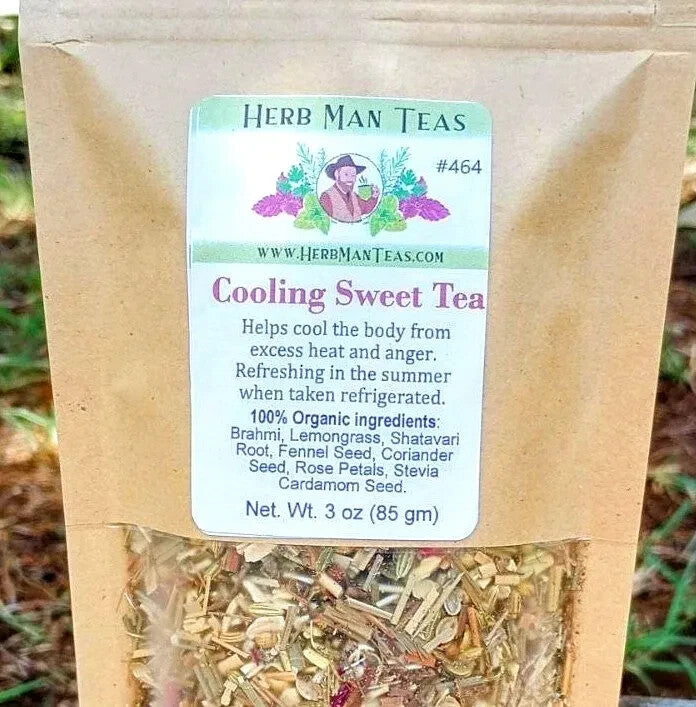 HERB MAN TEAS
#464
WWW.HERBMANTEAS.COM
Cooling Sweet Tea
Helps cool the body from
excess heat and anger.
Refreshing in the summer
when taken refrigerated.
100% Organic ingredients:
Brahmi, Lemongrass, Shatavari
Root, Fennel Seed, Coriander
Seed, Rose Petals, Stevia
Cardamom Seed.
Net. Wt. 3 oz (85 gm)